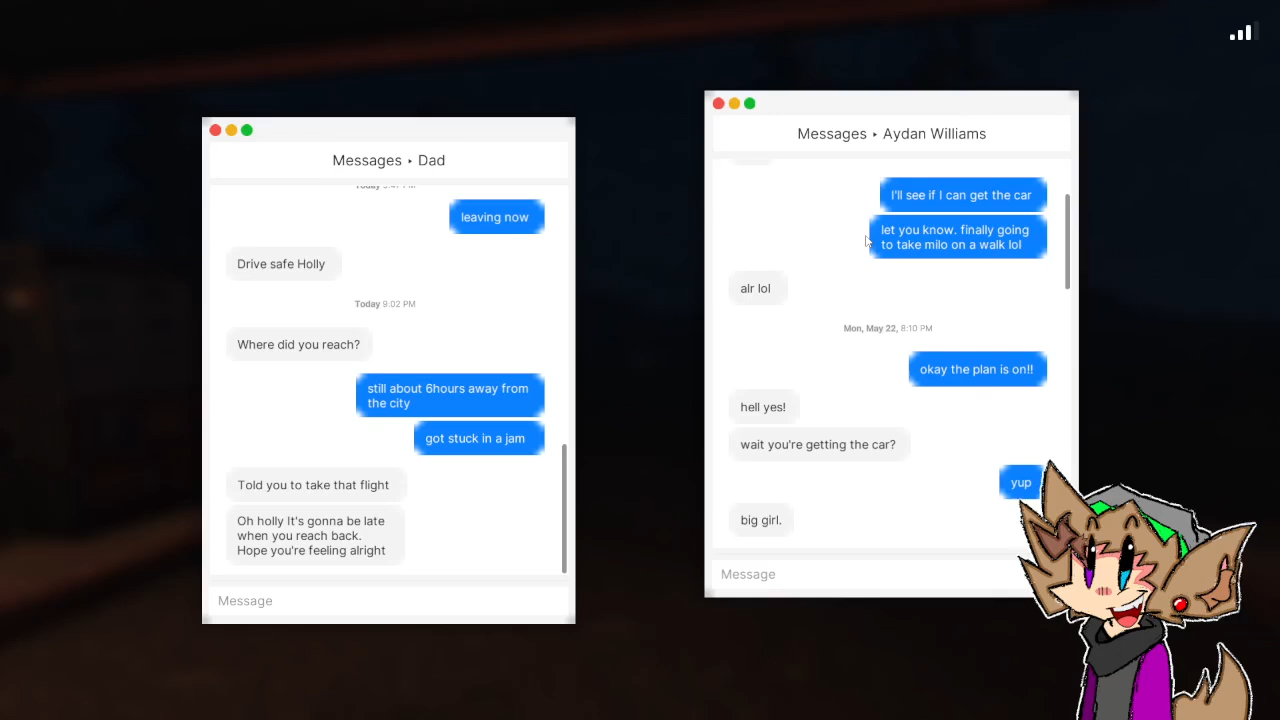 Messages ▸ Dad
Today 9:47 PM
leaving now
Drive safe Holly
Today 9:02 PM
Where did you reach?
still about 6hours away from
the city
got stuck in a jam
Told you to take that flight
Oh holly It's gonna be late
when you reach back.
Hope you're feeling alright
Message
Messages ▸ Aydan Williams
I'll see if I can get the car
let you know. finally going
to take milo on a walk lol
alr lol
Mon, May 22, 8:10 PM
okay the plan is on!!
hell yes!
wait you're getting the car?
yup
big girl.
Message